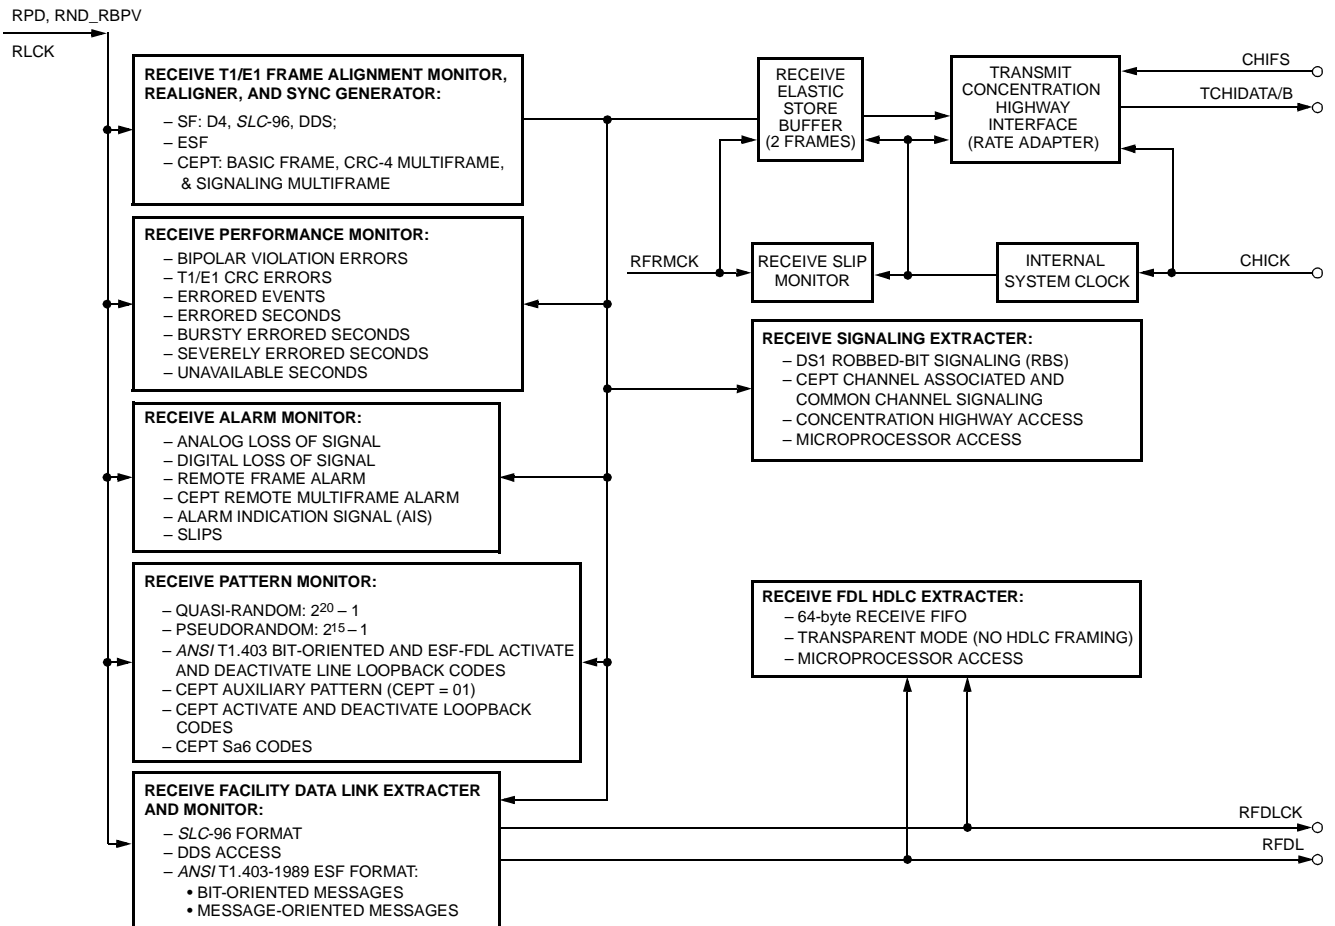 RPD, RND_RBPV
RLCK
RECEIVE T1/E1 FRAME ALIGNMENT MONITOR,
REALIGNER, AND SYNC GENERATOR:
– SF: D4, SLC-96, DDS;
– ESF
– CEPT: BASIC FRAME, CRC-4 MULTIFRAME,
& SIGNALING MULTIFRAME
RECEIVE
ELASTIC
STORE
BUFFER
(2 FRAMES)
TRANSMIT
CONCENTRATION
HIGHWAY
INTERFACE
(RATE ADAPTER)
CHIFS
TCHIDATA/B
RECEIVE PERFORMANCE MONITOR:
– BIPOLAR VIOLATION ERRORS
– T1/E1 CRC ERRORS
– ERRORED EVENTS
– ERRORED SECONDS
– BURSTY ERRORED SECONDS
– SEVERELY ERRORED SECONDS
– UNAVAILABLE SECONDS
RFRMCK
RECEIVE SLIP
MONITOR
INTERNAL
SYSTEM CLOCK
CHICK
RECEIVE SIGNALING EXTRACTER:
– DS1 ROBBED-BIT SIGNALING (RBS)
– CEPT CHANNEL ASSOCIATED AND
COMMON CHANNEL SIGNALING
– CONCENTRATION HIGHWAY ACCESS
– MICROPROCESSOR ACCESS
RECEIVE ALARM MONITOR:
– ANALOG LOSS OF SIGNAL
– DIGITAL LOSS OF SIGNAL
– REMOTE FRAME ALARM
– CEPT REMOTE MULTIFRAME ALARM
– ALARM INDICATION SIGNAL (AIS)
– SLIPS
RECEIVE PATTERN MONITOR:
– QUASI-RANDOM: 2²⁰ – 1
– PSEUDORANDOM: 2¹⁵ – 1
– ANSI T1.403 BIT-ORIENTED AND ESF-FDL ACTIVATE
AND DEACTIVATE LINE LOOPBACK CODES
– CEPT AUXILIARY PATTERN (CEPT = 01)
– CEPT ACTIVATE AND DEACTIVATE LOOPBACK
CODES
– CEPT Sa6 CODES
RECEIVE FDL HDLC EXTRACTER:
– 64-byte RECEIVE FIFO
– TRANSPARENT MODE (NO HDLC FRAMING)
– MICROPROCESSOR ACCESS
RECEIVE FACILITY DATA LINK EXTRACTER
AND MONITOR:
– SLC-96 FORMAT
– DDS ACCESS
– ANSI T1.403-1989 ESF FORMAT:
• BIT-ORIENTED MESSAGES
• MESSAGE-ORIENTED MESSAGES
RFDLCK
RFDL